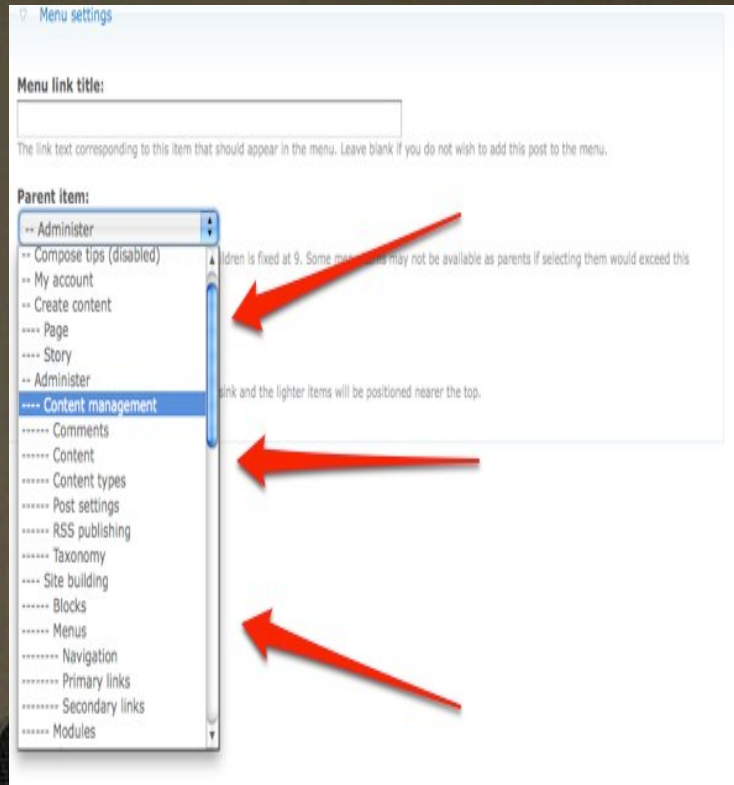 Menu settings
Menu link title:
The link text corresponding to this item that should appear in the menu. Leave blank if you do not wish to add this post to the menu.
Parent item:
-- Administer
ldren is fixed at 9. Some may not be available as parents if selecting them would exceed this
-- Compose tips (disabled)
-- My account
-- Create content
---- Page
---- Story
-- Administer
sink and the lighter items will be positioned nearer the top.
---- Content management
------ Comments
------ Content
------ Content types
------ Post settings
------ RSS publishing
------ Taxonomy
---- Site building
------ Blocks
------ Menus
-------- Navigation
-------- Primary links
-------- Secondary links
------ Modules